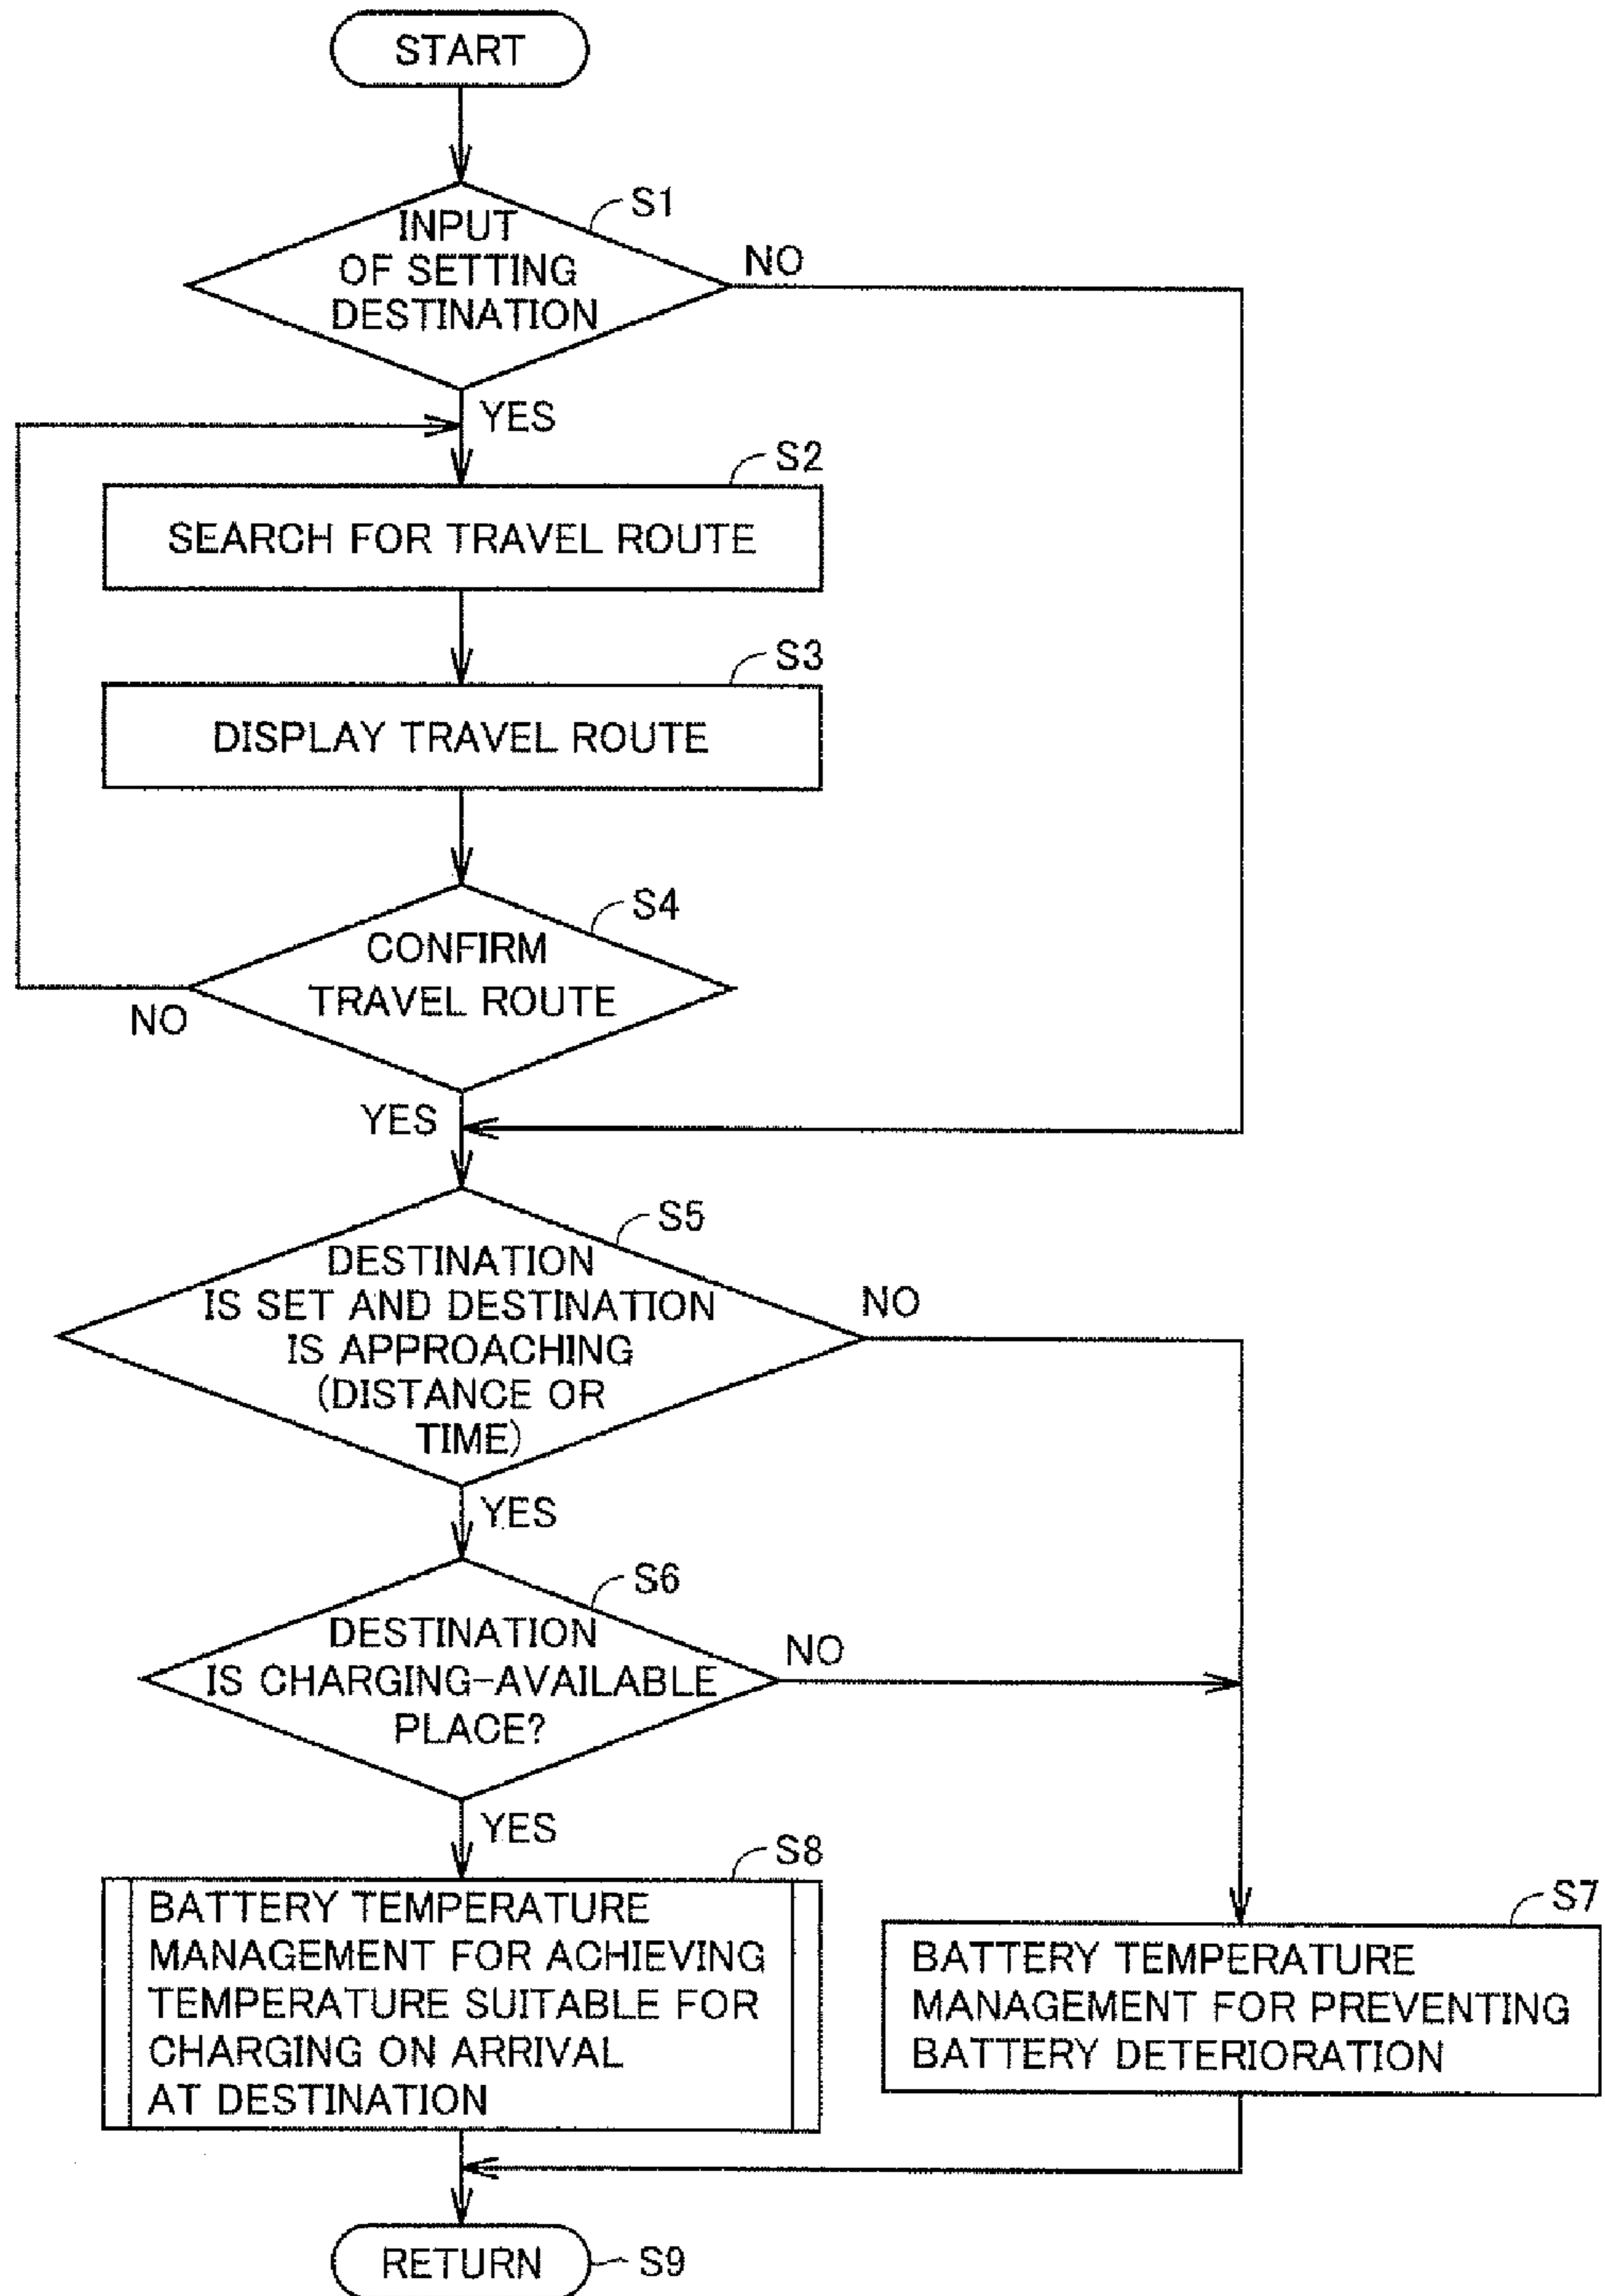 START
S1
INPUT
OF SETTING
DESTINATION
NO
YES
S2
SEARCH FOR TRAVEL ROUTE
S3
DISPLAY TRAVEL ROUTE
S4
CONFIRM
TRAVEL ROUTE
NO
YES
S5
DESTINATION
IS SET AND DESTINATION
IS APPROACHING
(DISTANCE OR
TIME)
NO
YES
S6
DESTINATION
IS CHARGING-AVAILABLE
PLACE?
NO
YES
S8
BATTERY TEMPERATURE
MANAGEMENT FOR ACHIEVING
TEMPERATURE SUITABLE FOR
CHARGING ON ARRIVAL
AT DESTINATION
S7
BATTERY TEMPERATURE
MANAGEMENT FOR PREVENTING
BATTERY DETERIORATION
RETURN
S9